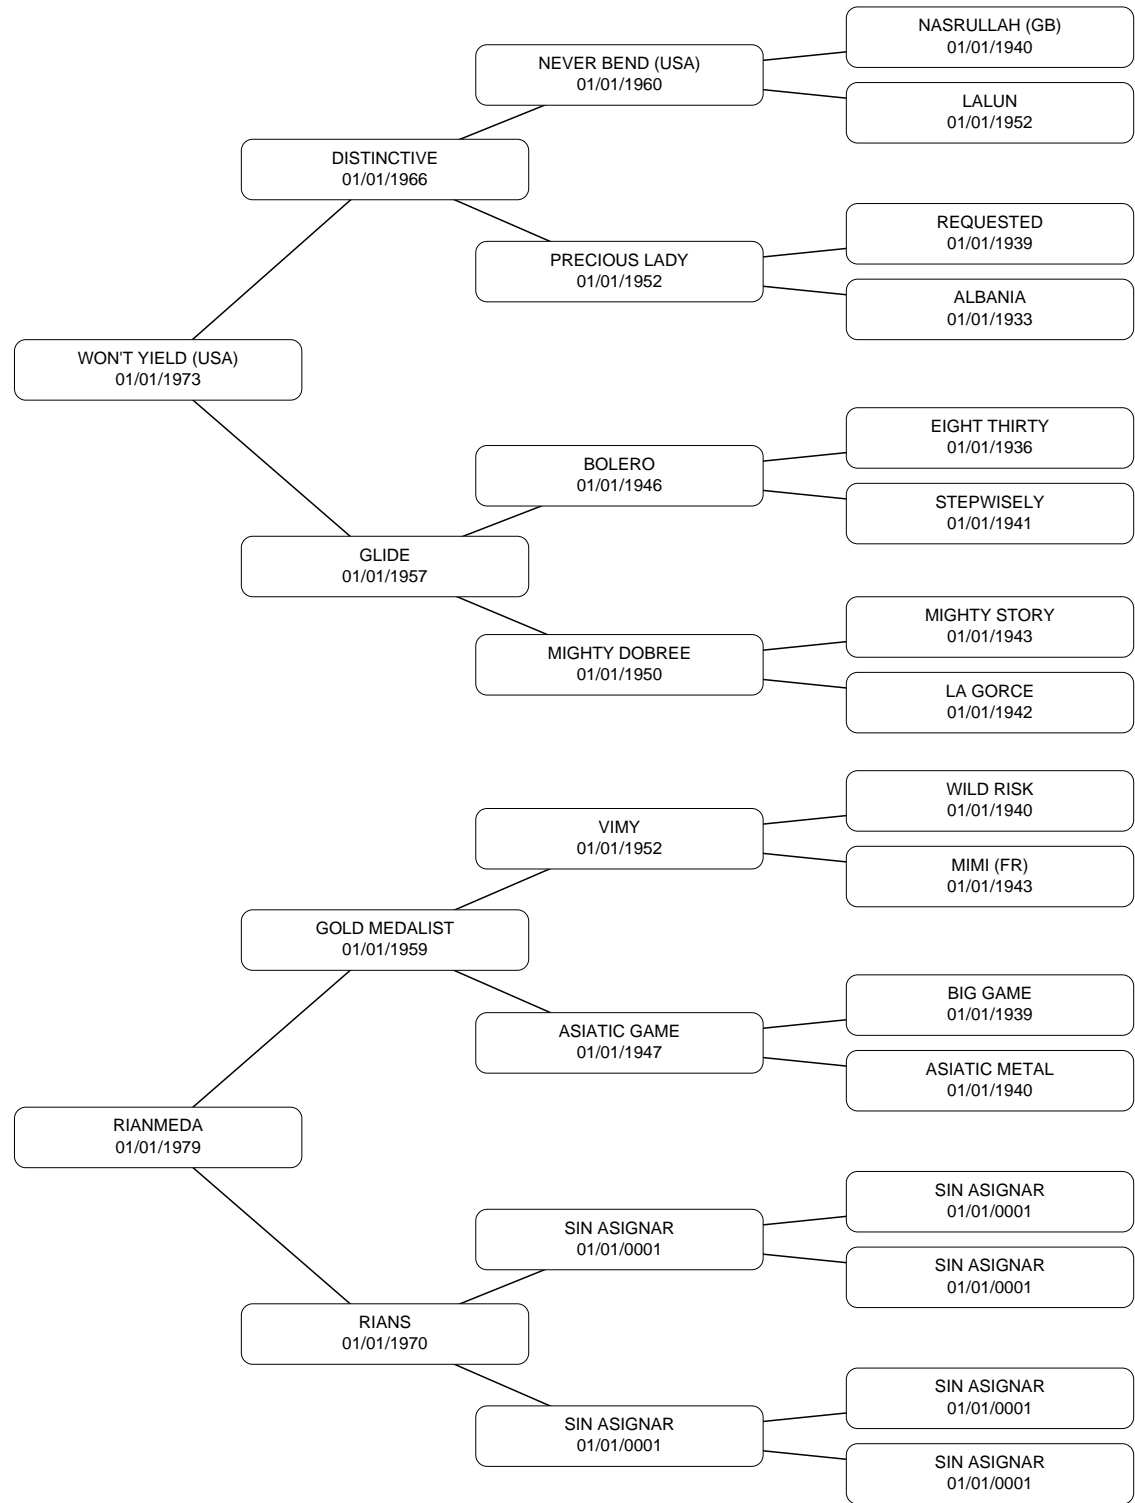 NASRULLAH (GB)
01/01/1940
NEVER BEND (USA)
01/01/1960
LALUN
01/01/1952
DISTINCTIVE
01/01/1966
REQUESTED
01/01/1939
PRECIOUS LADY
01/01/1952
ALBANIA
01/01/1933
WON'T YIELD (USA)
01/01/1973
EIGHT THIRTY
01/01/1936
BOLERO
01/01/1946
STEPWISELY
01/01/1941
GLIDE
01/01/1957
MIGHTY STORY
01/01/1943
MIGHTY DOBREE
01/01/1950
LA GORCE
01/01/1942
WILD RISK
01/01/1940
VIMY
01/01/1952
MIMI (FR)
01/01/1943
GOLD MEDALIST
01/01/1959
BIG GAME
01/01/1939
ASIATIC GAME
01/01/1947
ASIATIC METAL
01/01/1940
RIANMEDA
01/01/1979
SIN ASIGNAR
01/01/0001
SIN ASIGNAR
01/01/0001
SIN ASIGNAR
01/01/0001
RIANS
01/01/1970
SIN ASIGNAR
01/01/0001
SIN ASIGNAR
01/01/0001
SIN ASIGNAR
01/01/0001